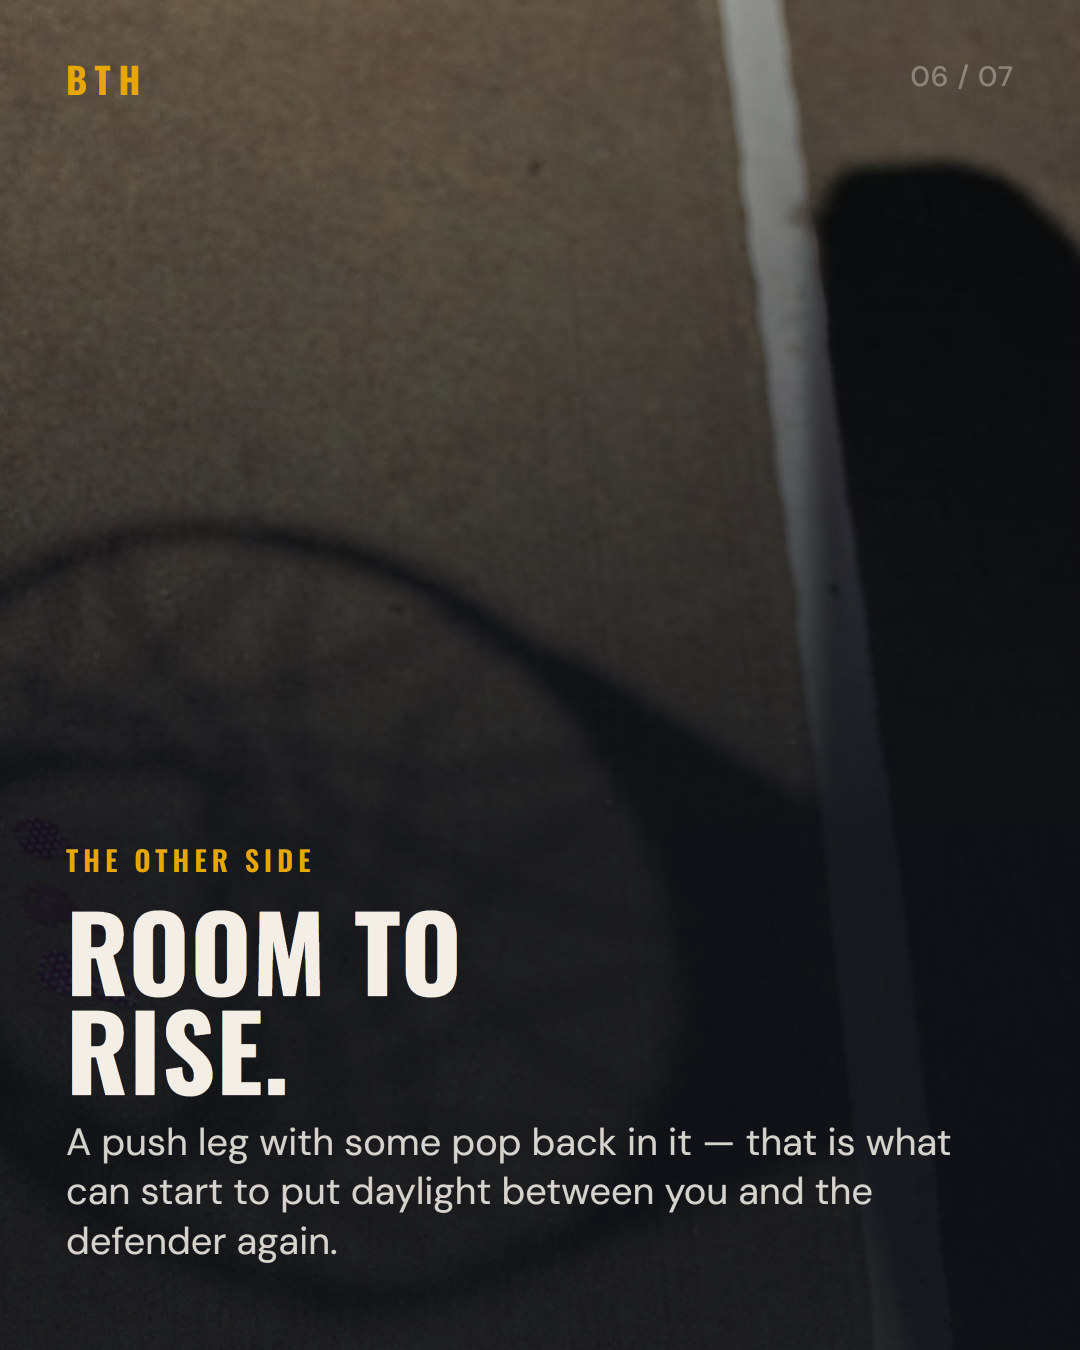 BTH
06 / 07
THE OTHER SIDE
ROOM TO
RISE.
A push leg with some pop back in it — that is what
can start to put daylight between you and the
defender again.